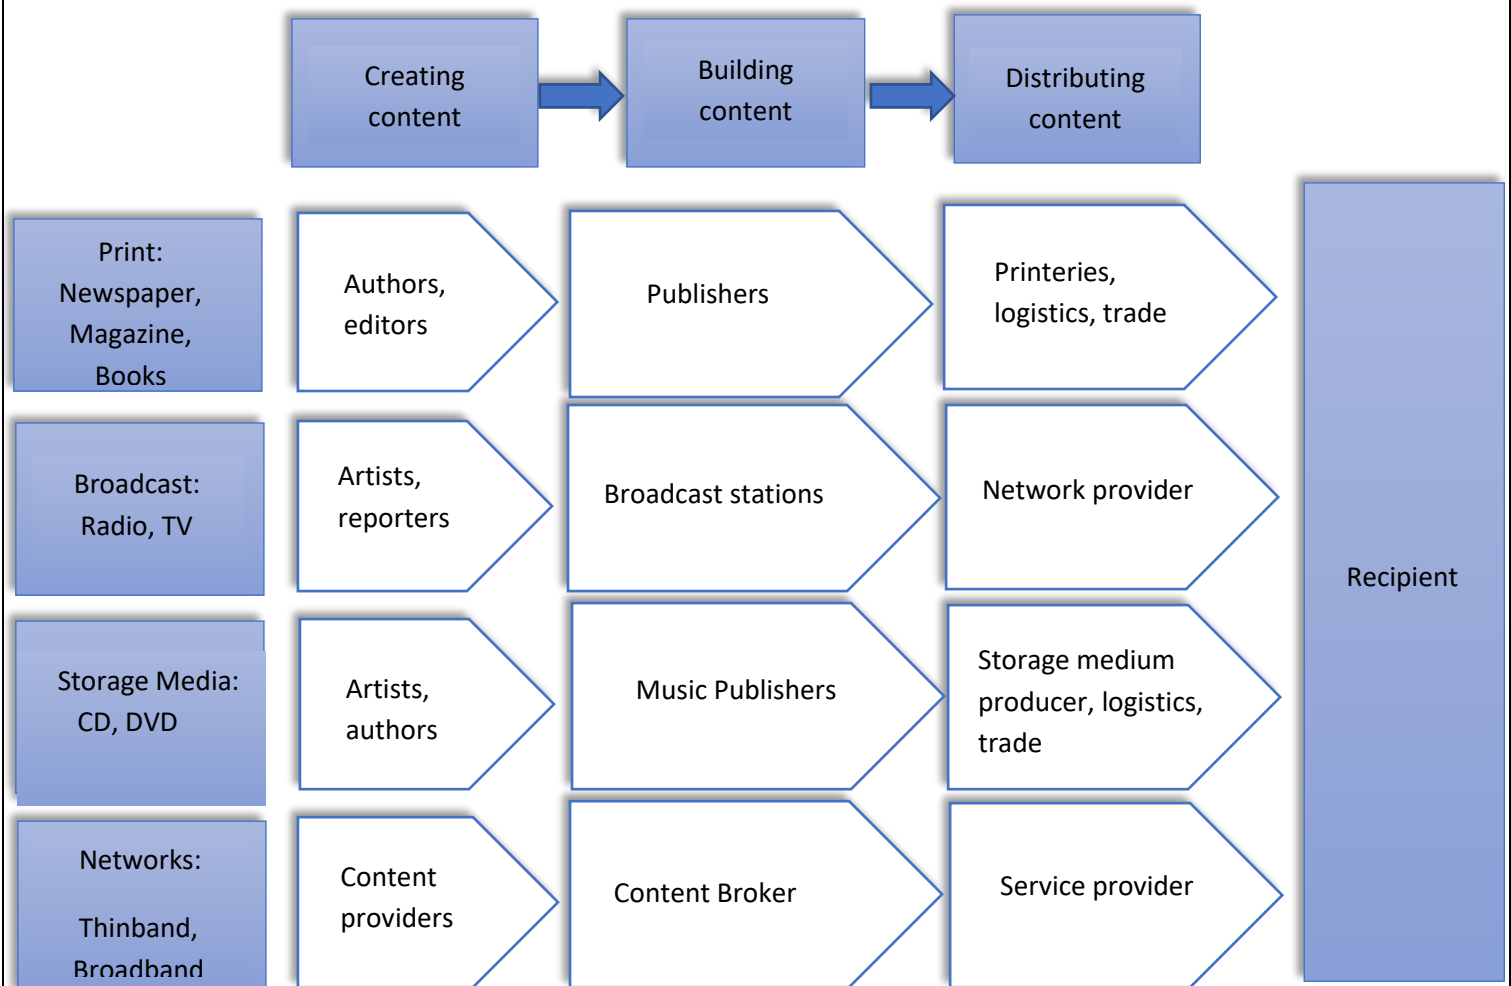 Creating
content
Building
content
Distributing
content
Print:
Newspaper,
Magazine,
Books
Authors,
editors
Publishers
Printeries,
logistics, trade
Broadcast:
Radio, TV
Artists,
reporters
Broadcast stations
Network provider
Recipient
Storage Media:
CD, DVD
Artists,
authors
Music Publishers
Storage medium
producer, logistics,
trade
Networks:
Thinband,
Broadband
Content
providers
Content Broker
Service provider